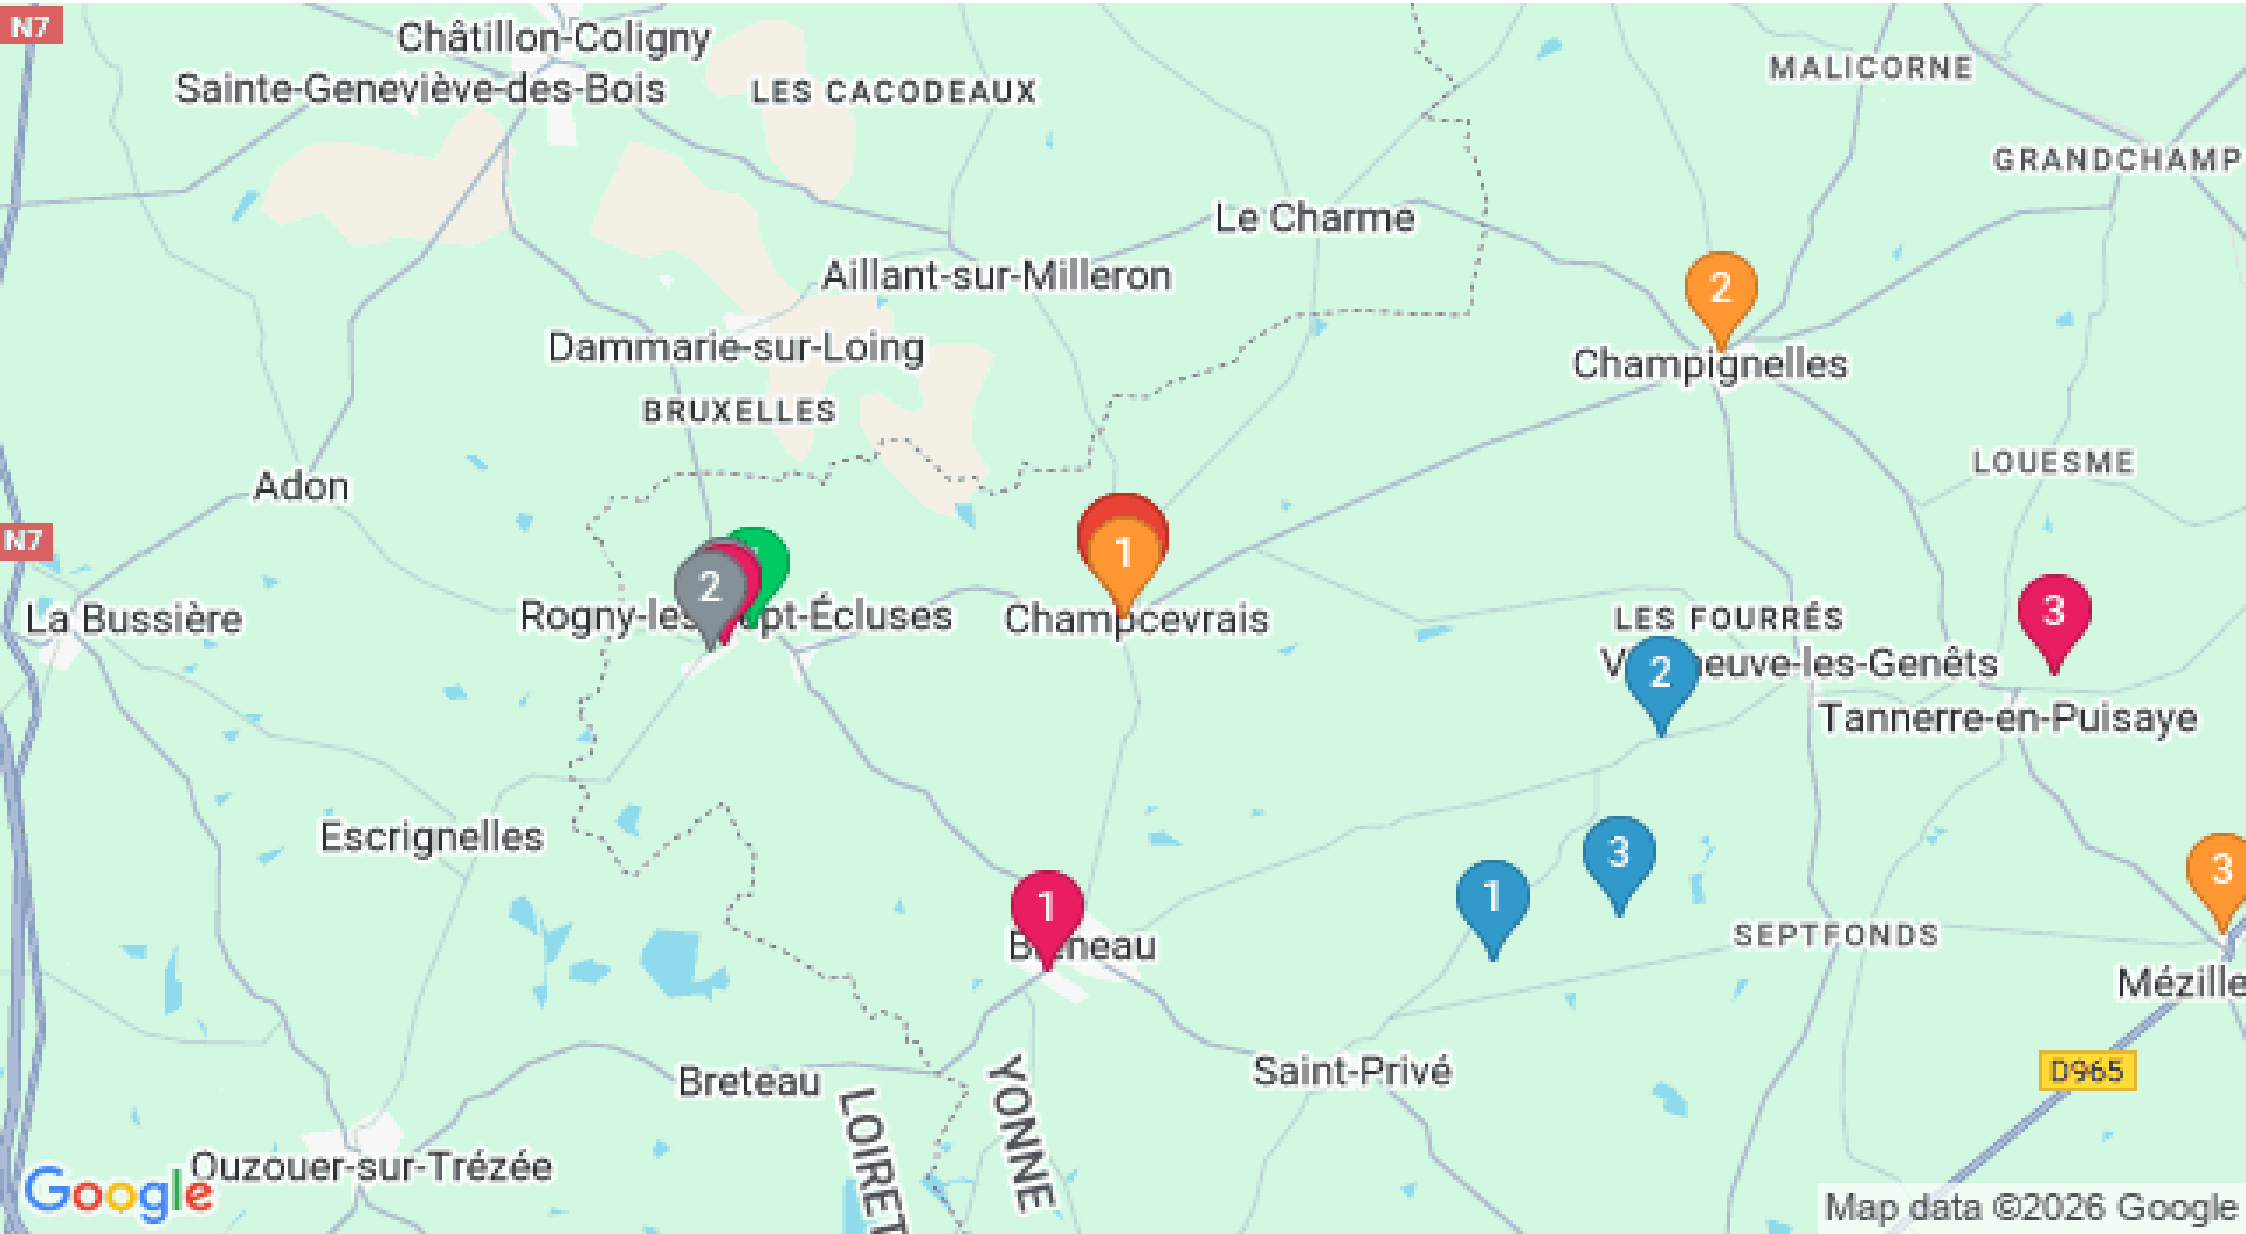 N7
Châtillon-Coligny
MALICORNE
Sainte-Geneviève-des-Bois
LES CACODEAUX
GRANDCHAMP
Le Charme
Aillant-sur-Milleron
2
Dammarie-sur-Loing
Champignelles
BRUXELLES
LOUESME
Adon
N7
1
2
3
La Bussière
Rogny-les pt-Écluses
Champcevrais
LES FOURRÉS
V euve-les-Genêts
2
Tannerre-en-Puisaye
Escrignelles
3
3
1
1
B neau
SEPTFONDS
Mézille
Breteau
Saint-Privé
D965
YONNE
LOIRET
Ouzouer-sur-Trézée
Google
Map data ©2026 Google